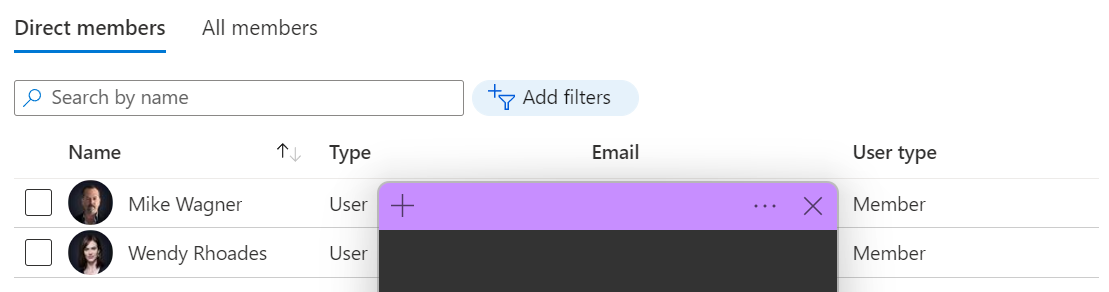 Direct members All members
Search by name Add filters
Name Type Email User type
Mike Wagner User Member
Wendy Rhoades User Member